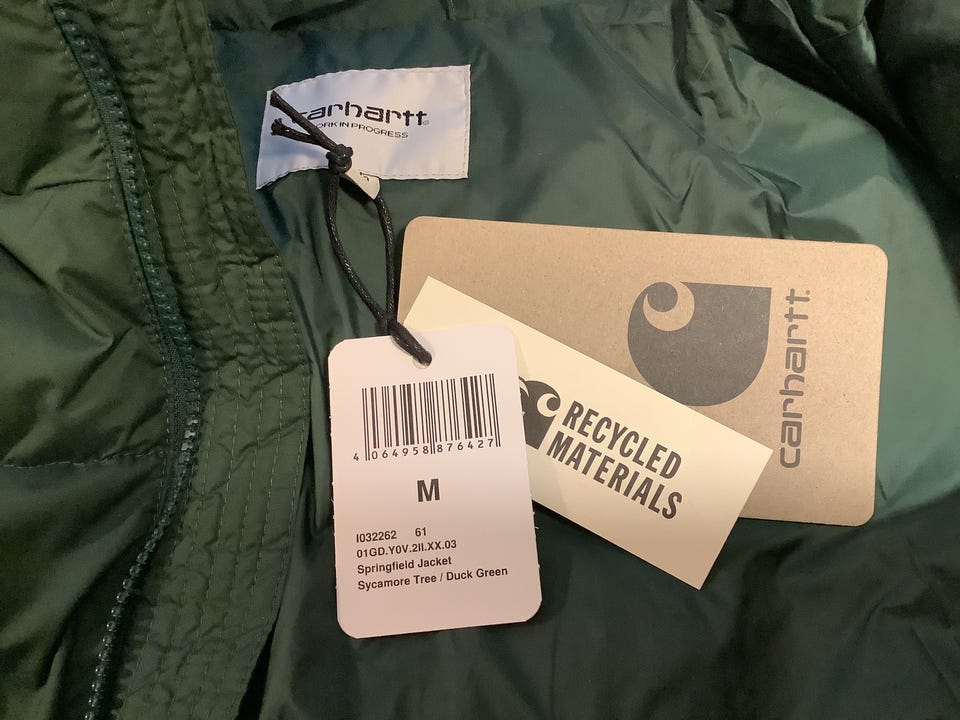 carhartt
WORK IN PROGRESS
carhartt.
RECYCLED
MATERIALS
4 064958 876427
M
I032262 61
01GD.Y0V.2II.XX.03
Springfield Jacket
Sycamore Tree / Duck Green